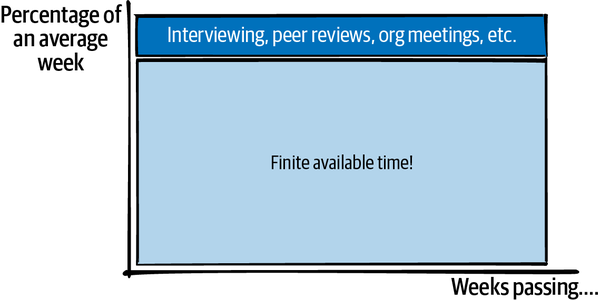 Percentage of
an average
week
Interviewing, peer reviews, org meetings, etc.
Finite available time!
Weeks passing....